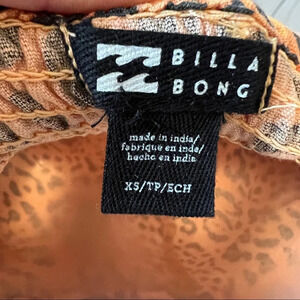 BILLA
BONG
made in india/
fabriqué en inde/
hecho en india
XS/TP/ECH